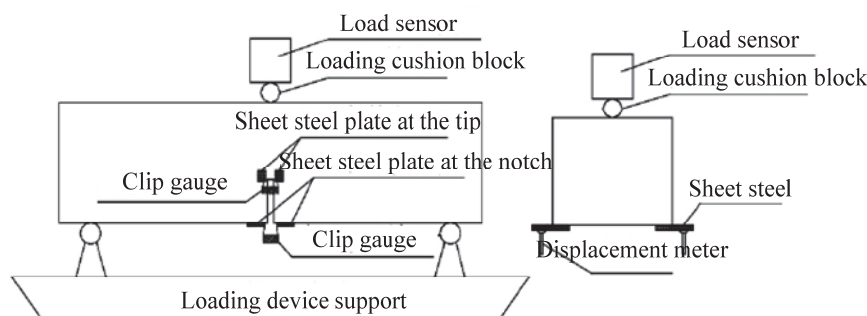 Load sensor
Loading cushion block
Sheet steel plate at the tip
Sheet steel plate at the notch
Clip gauge
Clip gauge
Loading device support
Load sensor
Loading cushion block
Sheet steel
Displacement meter